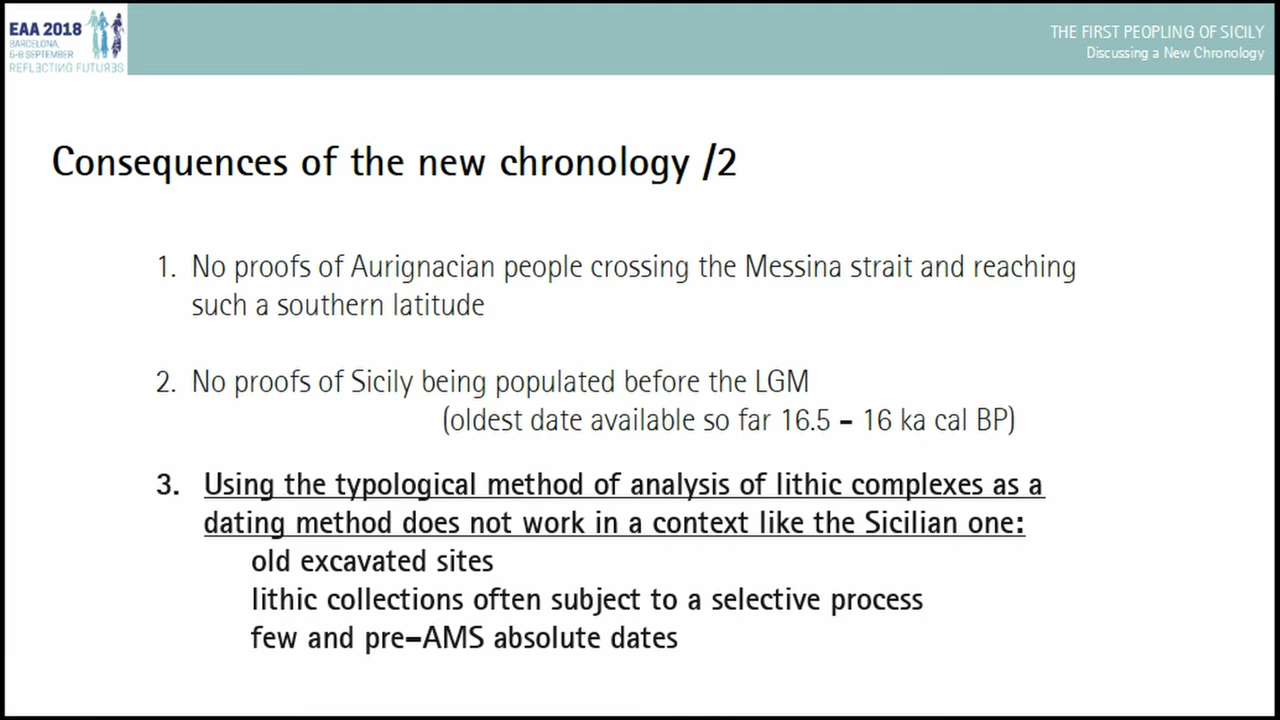 EAA 2018
BARCELONA,
5-8 SEPTEMBER
REFLECTING FUTURES
THE FIRST PEOPLING OF SICILY
Discussing a New Chronology
Consequences of the new chronology /2
1. No proofs of Aurignacian people crossing the Messina strait and reaching
such a southern latitude
2. No proofs of Sicily being populated before the LGM
(oldest date available so far 16.5 – 16 ka cal BP)
3. Using the typological method of analysis of lithic complexes as a
dating method does not work in a context like the Sicilian one:
old excavated sites
lithic collections often subject to a selective process
few and pre–AMS absolute dates